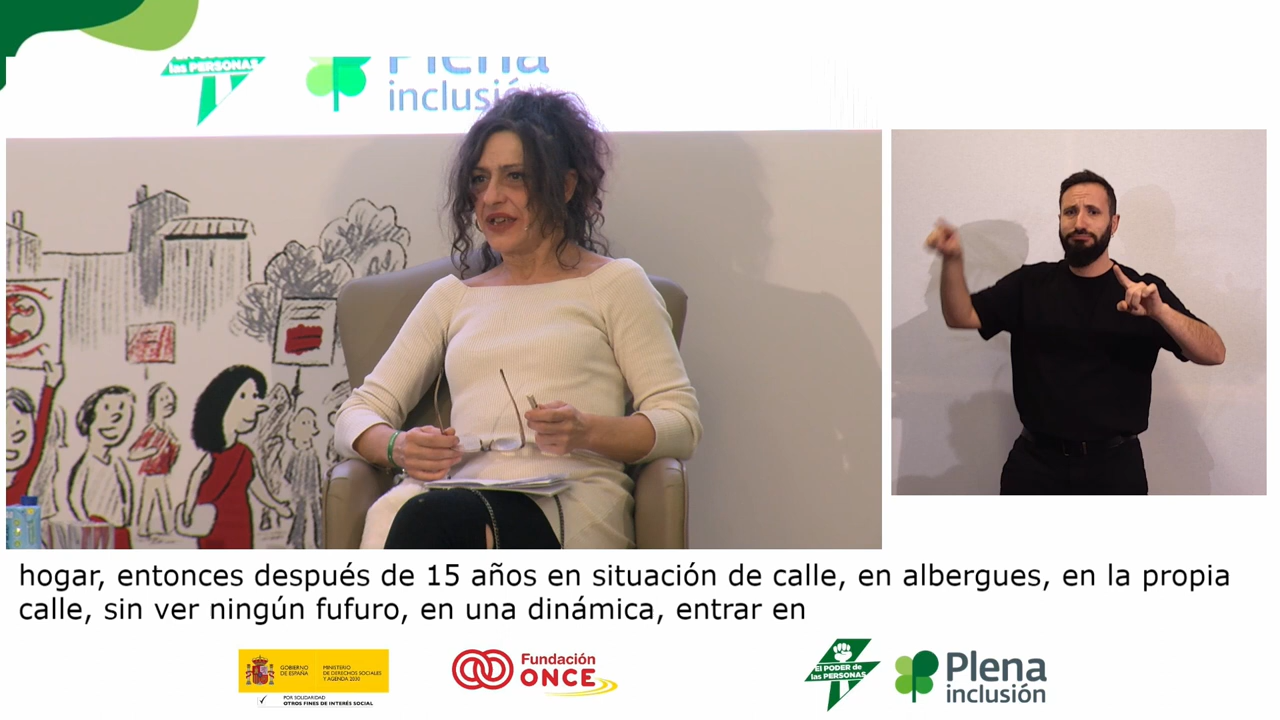 las PERSONAS
Plena
inclusión
hogar, entonces después de 15 años en situación de calle, en albergues, en la propia
calle, sin ver ningún fufuro, en una dinámica, entrar en
GOBIERNO
DE ESPAÑA
MINISTERIO
DE DERECHOS SOCIALES
Y AGENDA 2030
POR SOLIDARIDAD
OTROS FINES DE INTERÉS SOCIAL
Fundación
ONCE
El PODER de
las PERSONAS
Plena
inclusión